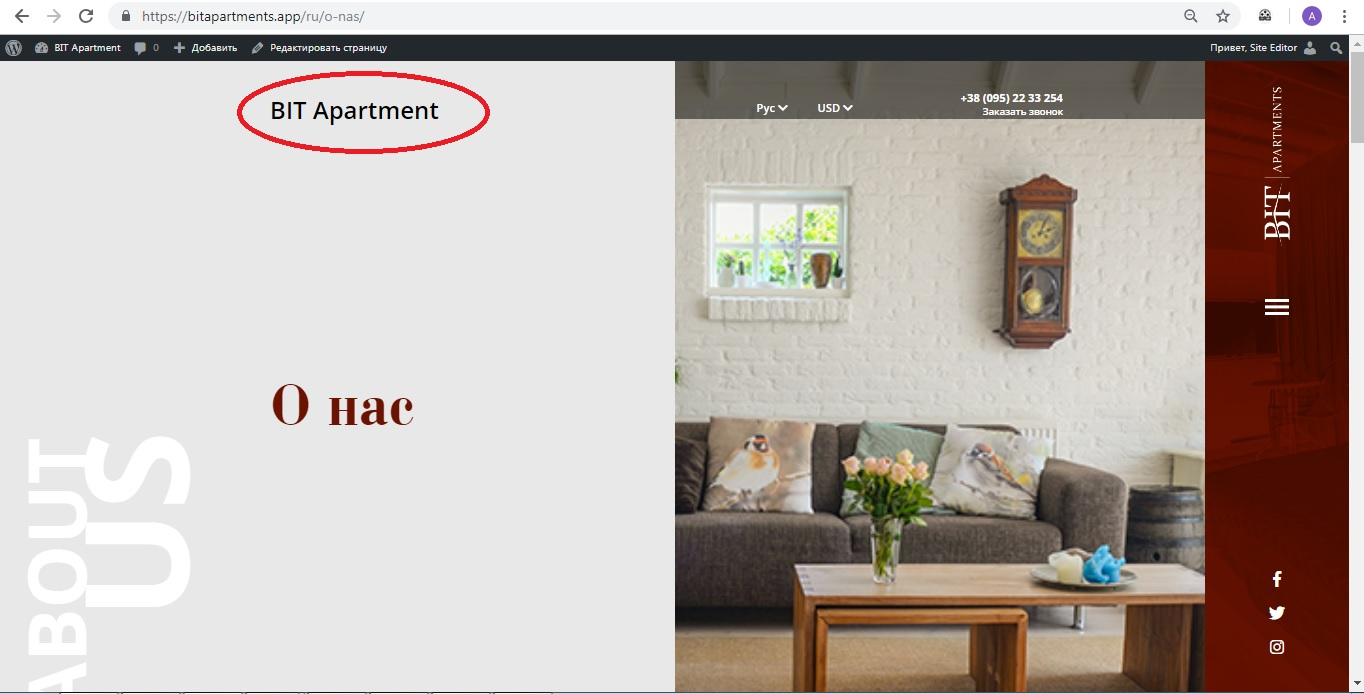 https://bitapartments.app/ru/o-nas/
A
BIT Apartment
0
Добавить
Редактировать страницу
Привет, Site Editor
BIT Apartment
Рус
USD
+38 (095) 22 33 254
Заказать звонок
BIT | APARTMENTS
О нас
ABOUT
US